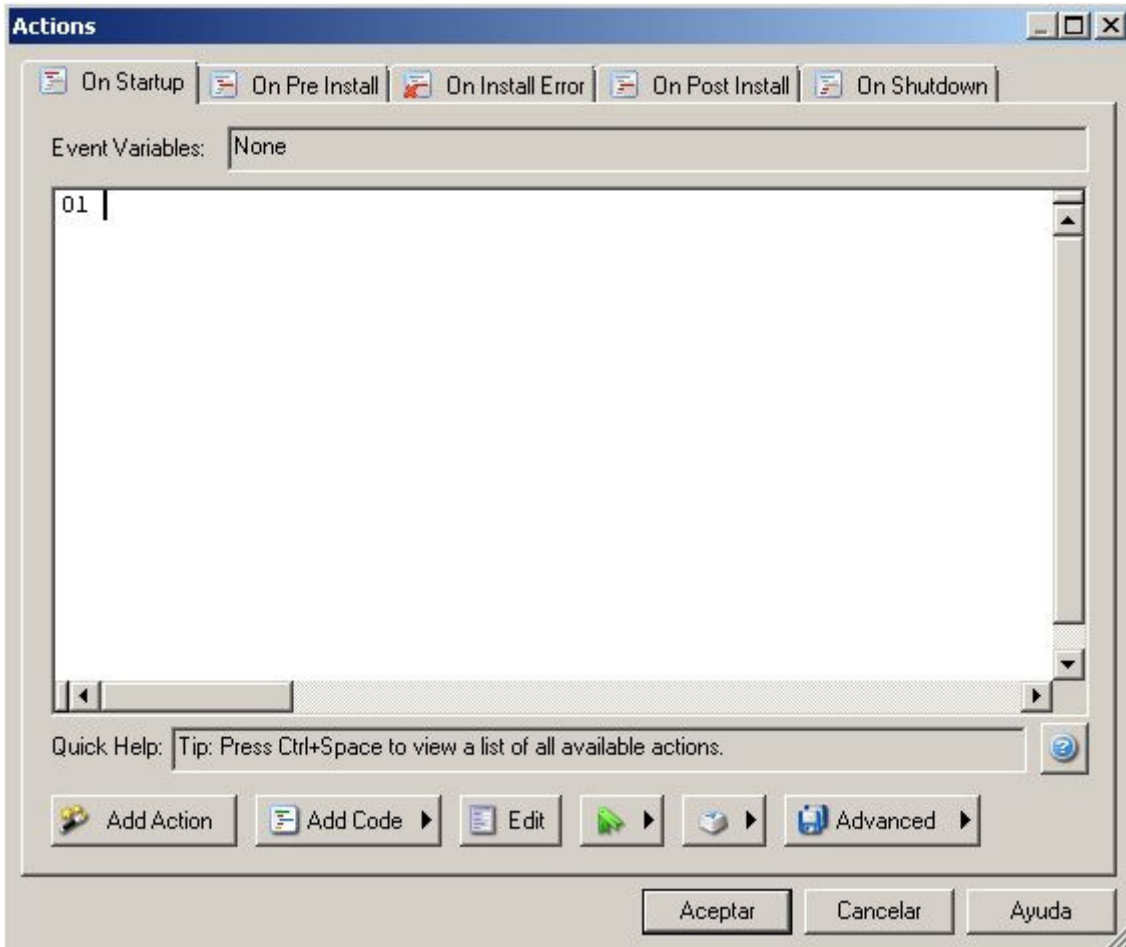 Actions
On Startup On Pre Install On Install Error On Post Install On Shutdown
Event Variables: None
01
Quick Help: Tip: Press Ctrl+Space to view a list of all available actions.
Add Action Add Code Edit Advanced
Aceptar Cancelar Ayuda